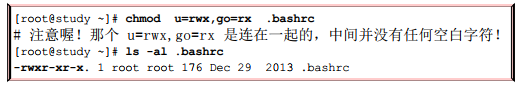 [root@study ~]# chmod  u=rwx,go=rx  .bashrc
# 注意喔！那个 u=rwx,go=rx 是连在一起的，中间并没有任何空白字符！
[root@study ~]# ls -al .bashrc
-rwxr-xr-x. 1 root root 176 Dec 29  2013 .bashrc